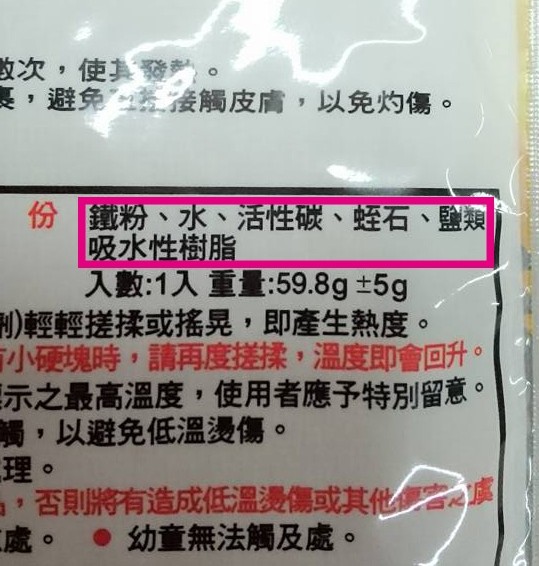 數次，使其發熱。
裹，避免直接接觸皮膚，以免灼傷。
份 鐵粉、水、活性碳、蛭石、鹽類
吸水性樹脂
入數:1入 重量:59.8g ±5g
劑)輕輕搓揉或搖晃，即產生熱度。
有小硬塊時，請再度搓揉，溫度即會回升。
標示之最高溫度，使用者應予特別留意。
觸，以避免低溫燙傷。
理。
，否則將有造成低溫燙傷或其他傷害之虞
處。 ● 幼童無法觸及處。